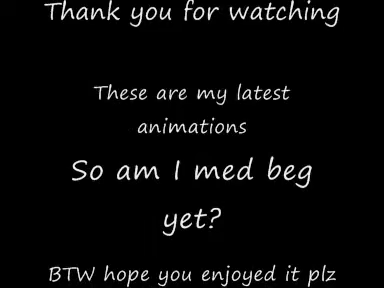 Thank you for watching
These are my latest
animations
So am I med beg
yet?
BTW hope you enjoyed it plz